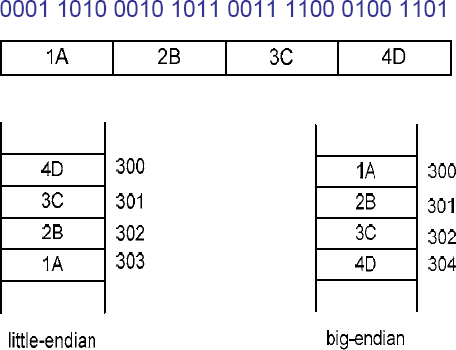 0001 1010 0010 1011 0011 1100 0100 1101
1A 2B 3C 4D
4D 300
3C 301
2B 302
1A 303
little-endian
1A 300
2B 301
3C 302
4D 304
big-endian